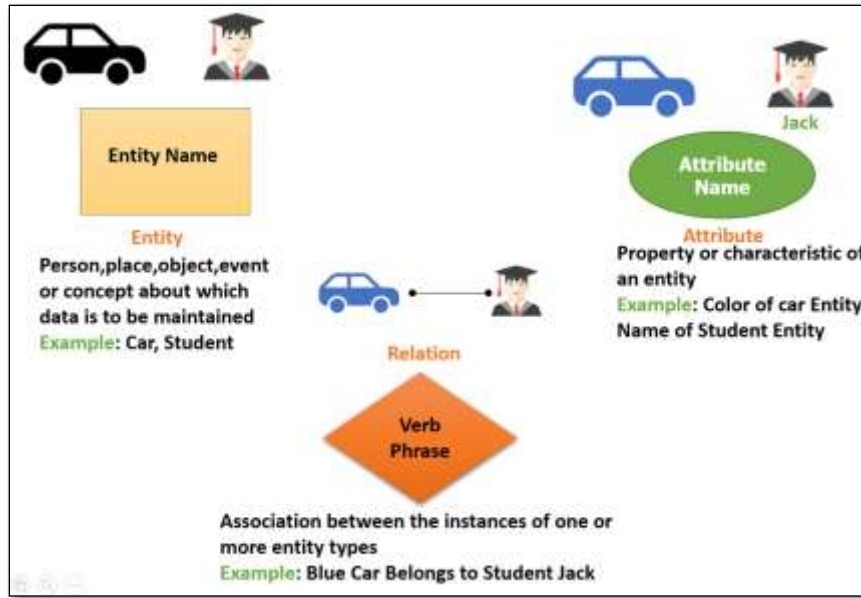 Entity Name
Entity
Person,place,object,event
or concept about which
data is to be maintained
Example: Car, Student
Jack
Attribute
Name
Attribute
Property or characteristic of
an entity
Example: Color of car Entity
Name of Student Entity
Relation
Verb
Phrase
Association between the instances of one or
more entity types
Example: Blue Car Belongs to Student Jack